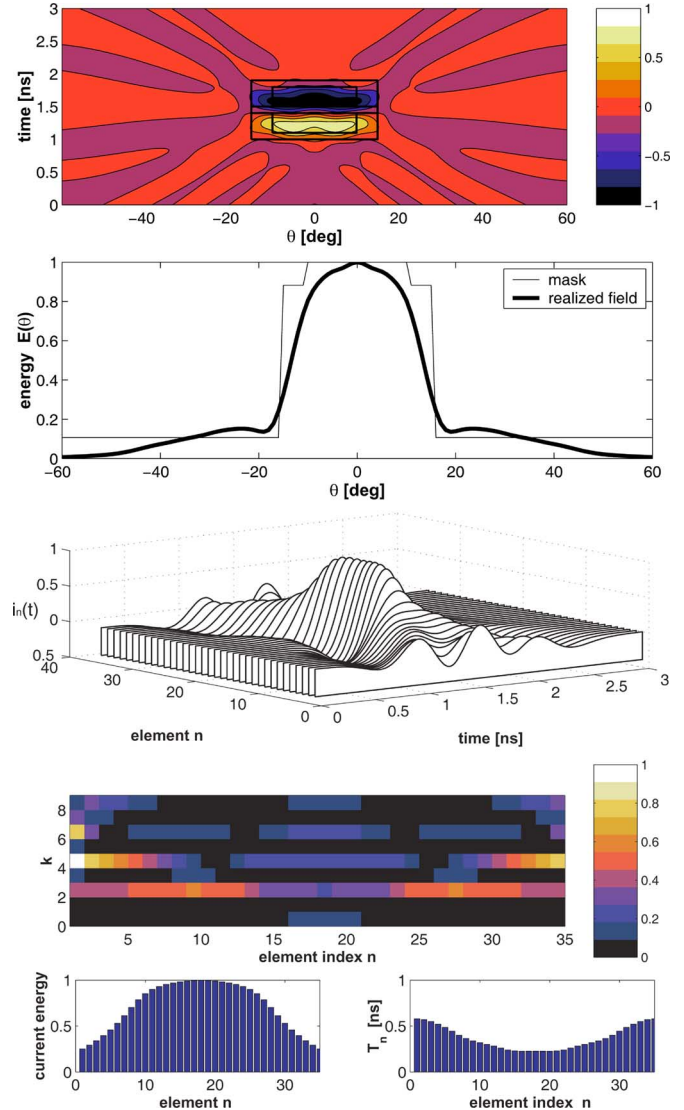 3
2.5
2
1.5
1
0.5
0
time [ns]
−40 −20 0 20 40 60
θ [deg]
1
0.5
0
−0.5
−1
1
0.8
0.6
0.4
0.2
0
energy E(θ)
mask
realized field
−60 −40 −20 0 20 40 60
θ [deg]
1
0.5
0
0.5
iₙ(t)
40
30
20
10
0
element n
0
0.5
1
1.5
2
2.5
3
time [ns]
8
6
4
2
0
k
5 10 15 20 25 30 35
element index n
1
0.8
0.6
0.4
0.2
0
1
0.5
0
current energy
0 10 20 30
element n
1
0.5
0
Tₙ [ns]
0 10 20 30
element index n